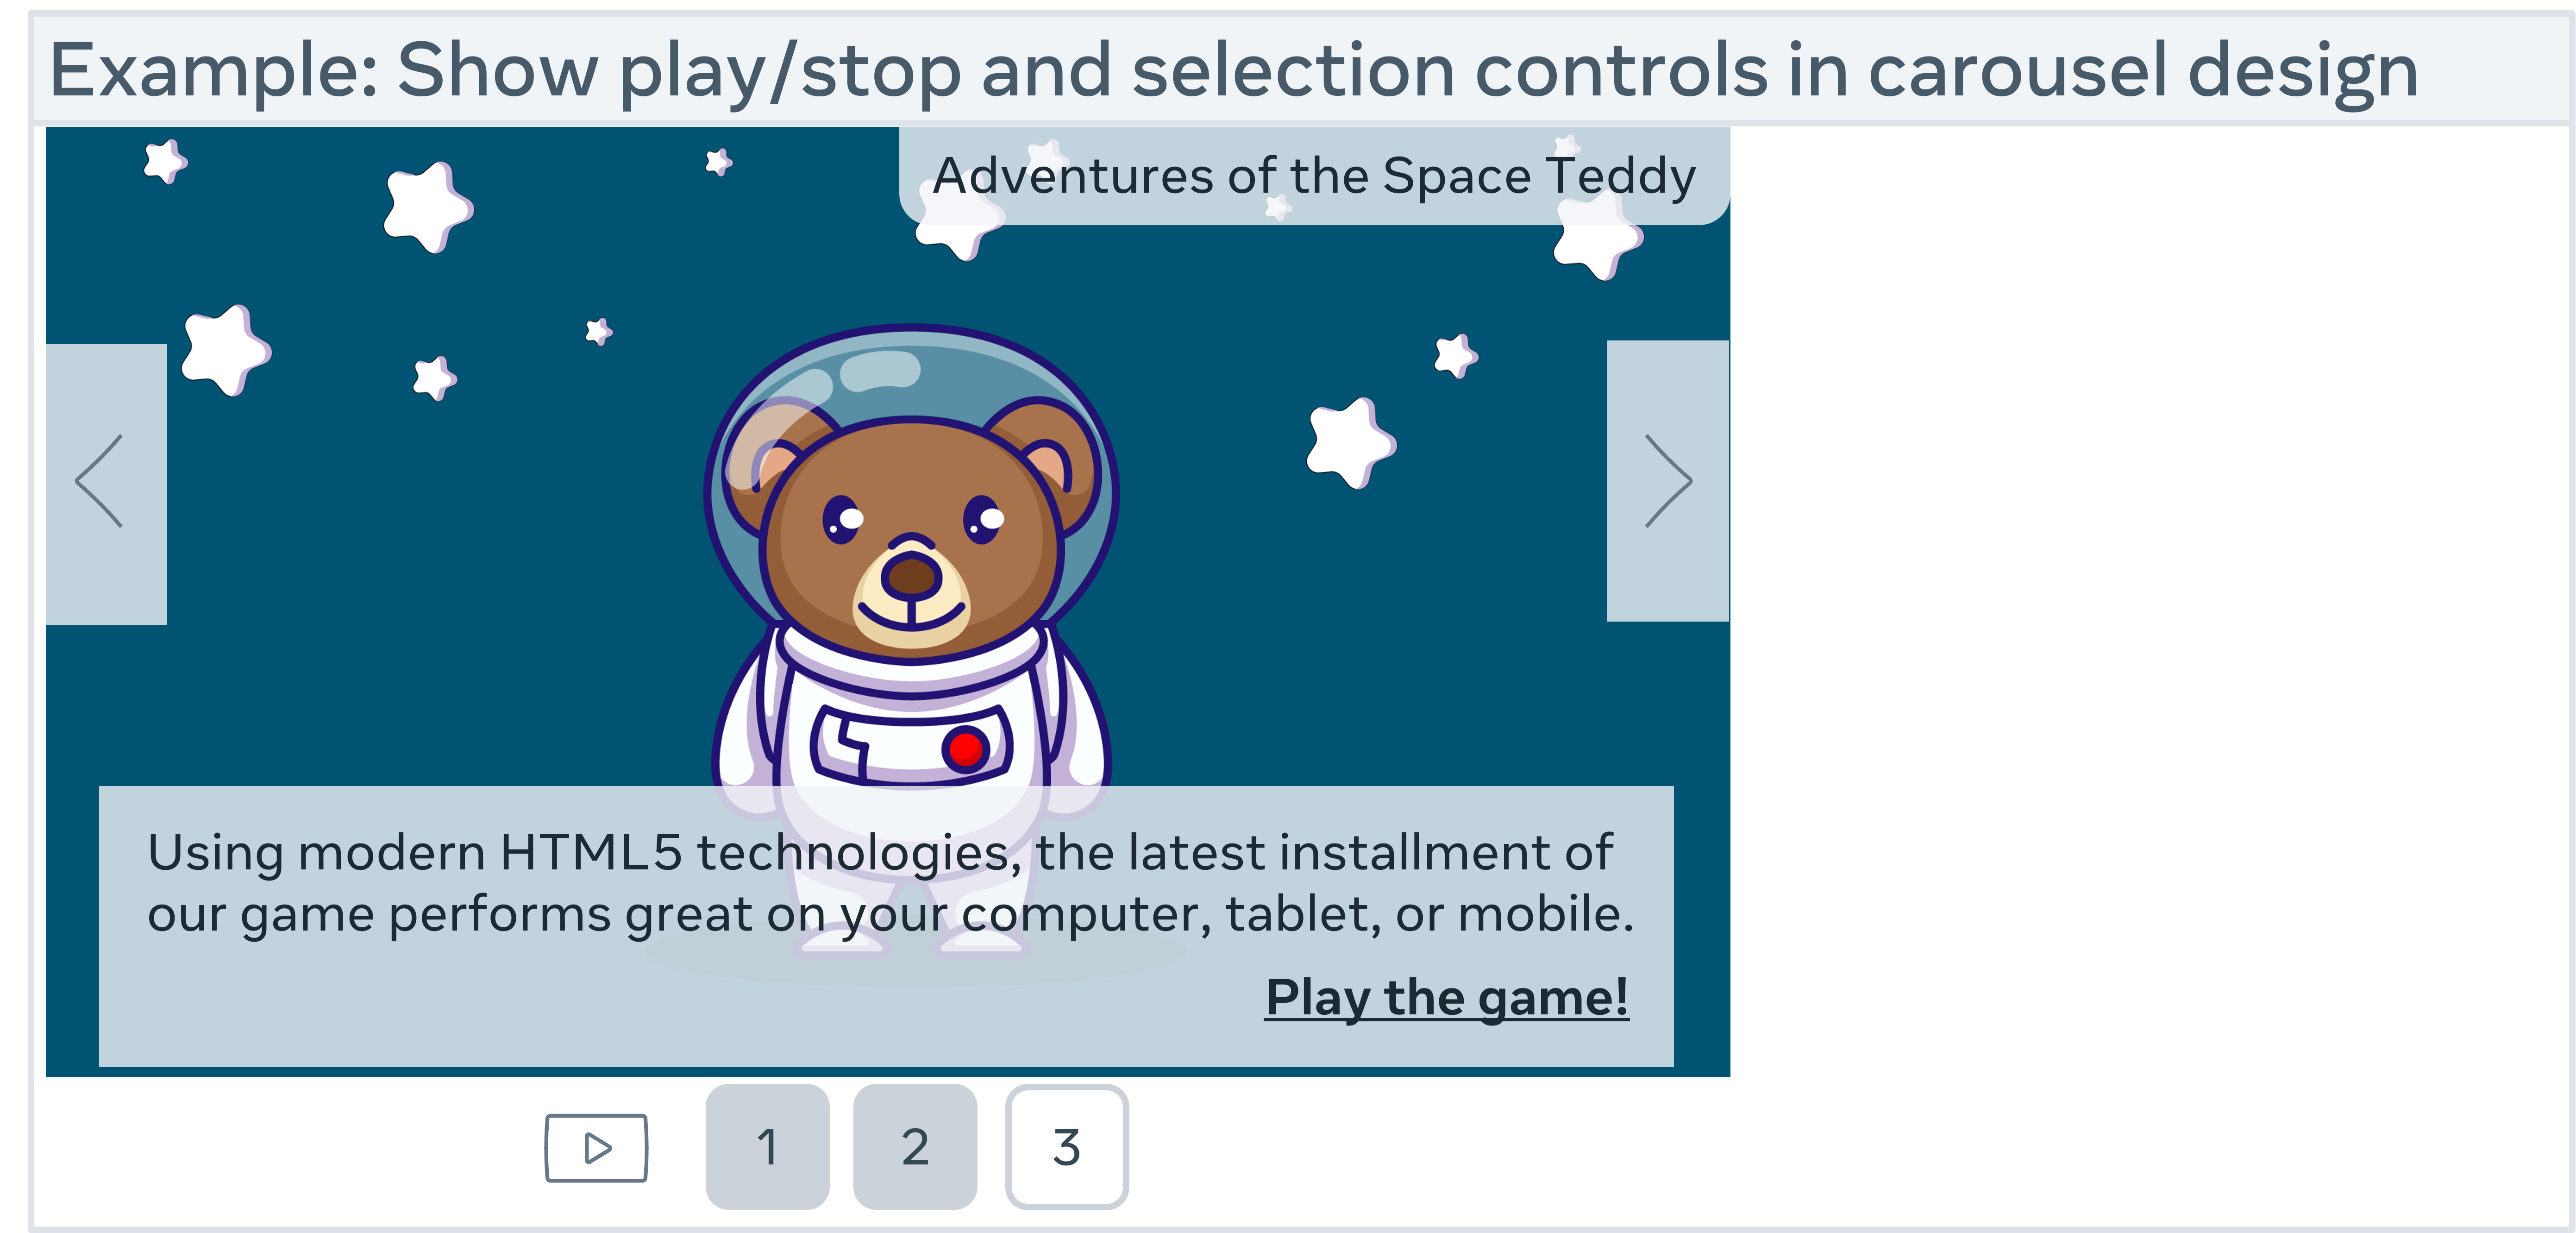 Example: Show play/stop and selection controls in carousel design
Adventures of the Space Teddy
Using modern HTML5 technologies, the latest installment of
our game performs great on your computer, tablet, or mobile.
Play the game!
1 2 3